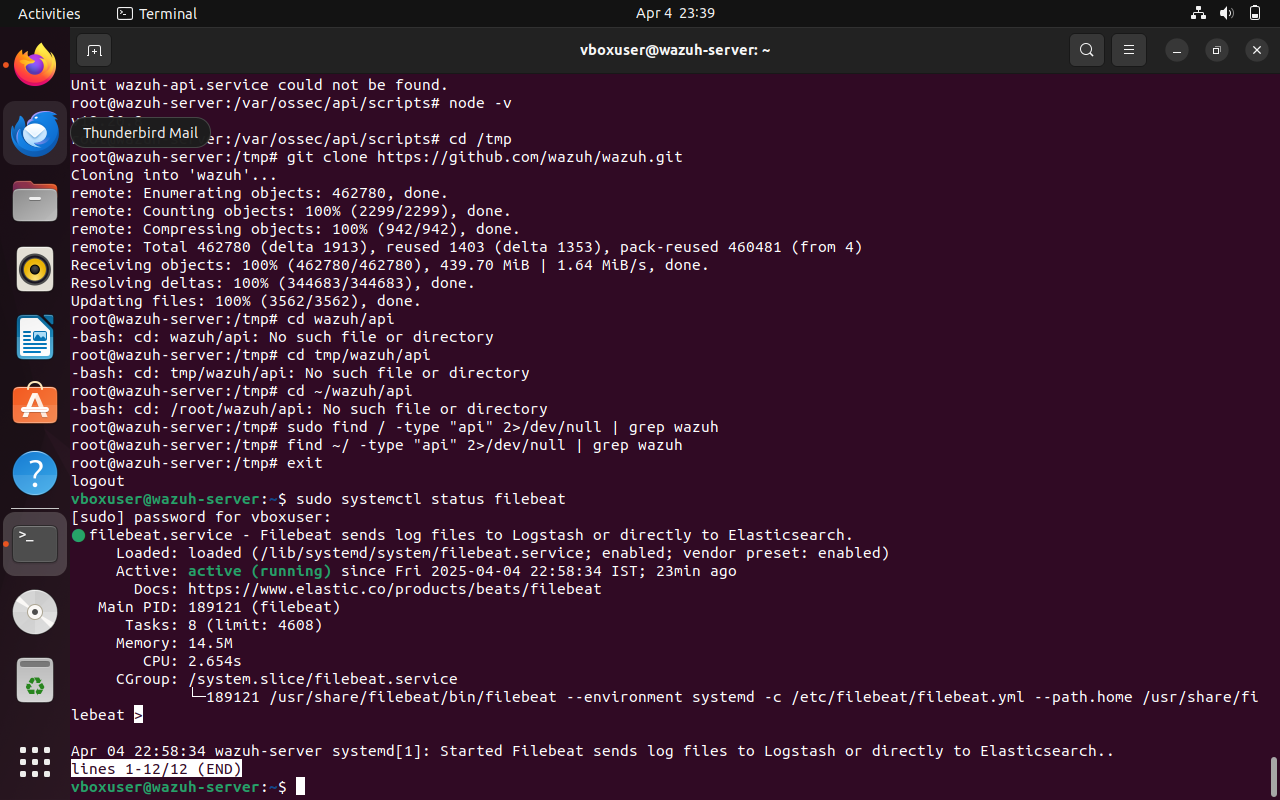 Activities
Terminal
Apr 4 23:39
vboxuser@wazuh-server: ~
Unit wazuh-api.service could not be found.
root@wazuh-server:/var/ossec/api/scripts# node -v
Thunderbird Mail
er:/var/ossec/api/scripts# cd /tmp
root@wazuh-server:/tmp# git clone https://github.com/wazuh/wazuh.git
Cloning into 'wazuh'...
remote: Enumerating objects: 462780, done.
remote: Counting objects: 100% (2299/2299), done.
remote: Compressing objects: 100% (942/942), done.
remote: Total 462780 (delta 1913), reused 1403 (delta 1353), pack-reused 460481 (from 4)
Receiving objects: 100% (462780/462780), 439.70 MiB | 1.64 MiB/s, done.
Resolving deltas: 100% (344683/344683), done.
Updating files: 100% (3562/3562), done.
root@wazuh-server:/tmp# cd wazuh/api
-bash: cd: wazuh/api: No such file or directory
root@wazuh-server:/tmp# cd tmp/wazuh/api
-bash: cd: tmp/wazuh/api: No such file or directory
root@wazuh-server:/tmp# cd ~/wazuh/api
-bash: cd: /root/wazuh/api: No such file or directory
root@wazuh-server:/tmp# sudo find / -type "api" 2>/dev/null | grep wazuh
root@wazuh-server:/tmp# find ~/ -type "api" 2>/dev/null | grep wazuh
root@wazuh-server:/tmp# exit
logout
vboxuser@wazuh-server:~$ sudo systemctl status filebeat
[sudo] password for vboxuser:
● filebeat.service - Filebeat sends log files to Logstash or directly to Elasticsearch.
Loaded: loaded (/lib/systemd/system/filebeat.service; enabled; vendor preset: enabled)
Active: active (running) since Fri 2025-04-04 22:58:34 IST; 23min ago
Docs: https://www.elastic.co/products/beats/filebeat
Main PID: 189121 (filebeat)
Tasks: 8 (limit: 4608)
Memory: 14.5M
CPU: 2.654s
CGroup: /system.slice/filebeat.service
└─189121 /usr/share/filebeat/bin/filebeat --environment systemd -c /etc/filebeat/filebeat.yml --path.home /usr/share/fi
lebeat >
Apr 04 22:58:34 wazuh-server systemd[1]: Started Filebeat sends log files to Logstash or directly to Elasticsearch..
lines 1-12/12 (END)
vboxuser@wazuh-server:~$